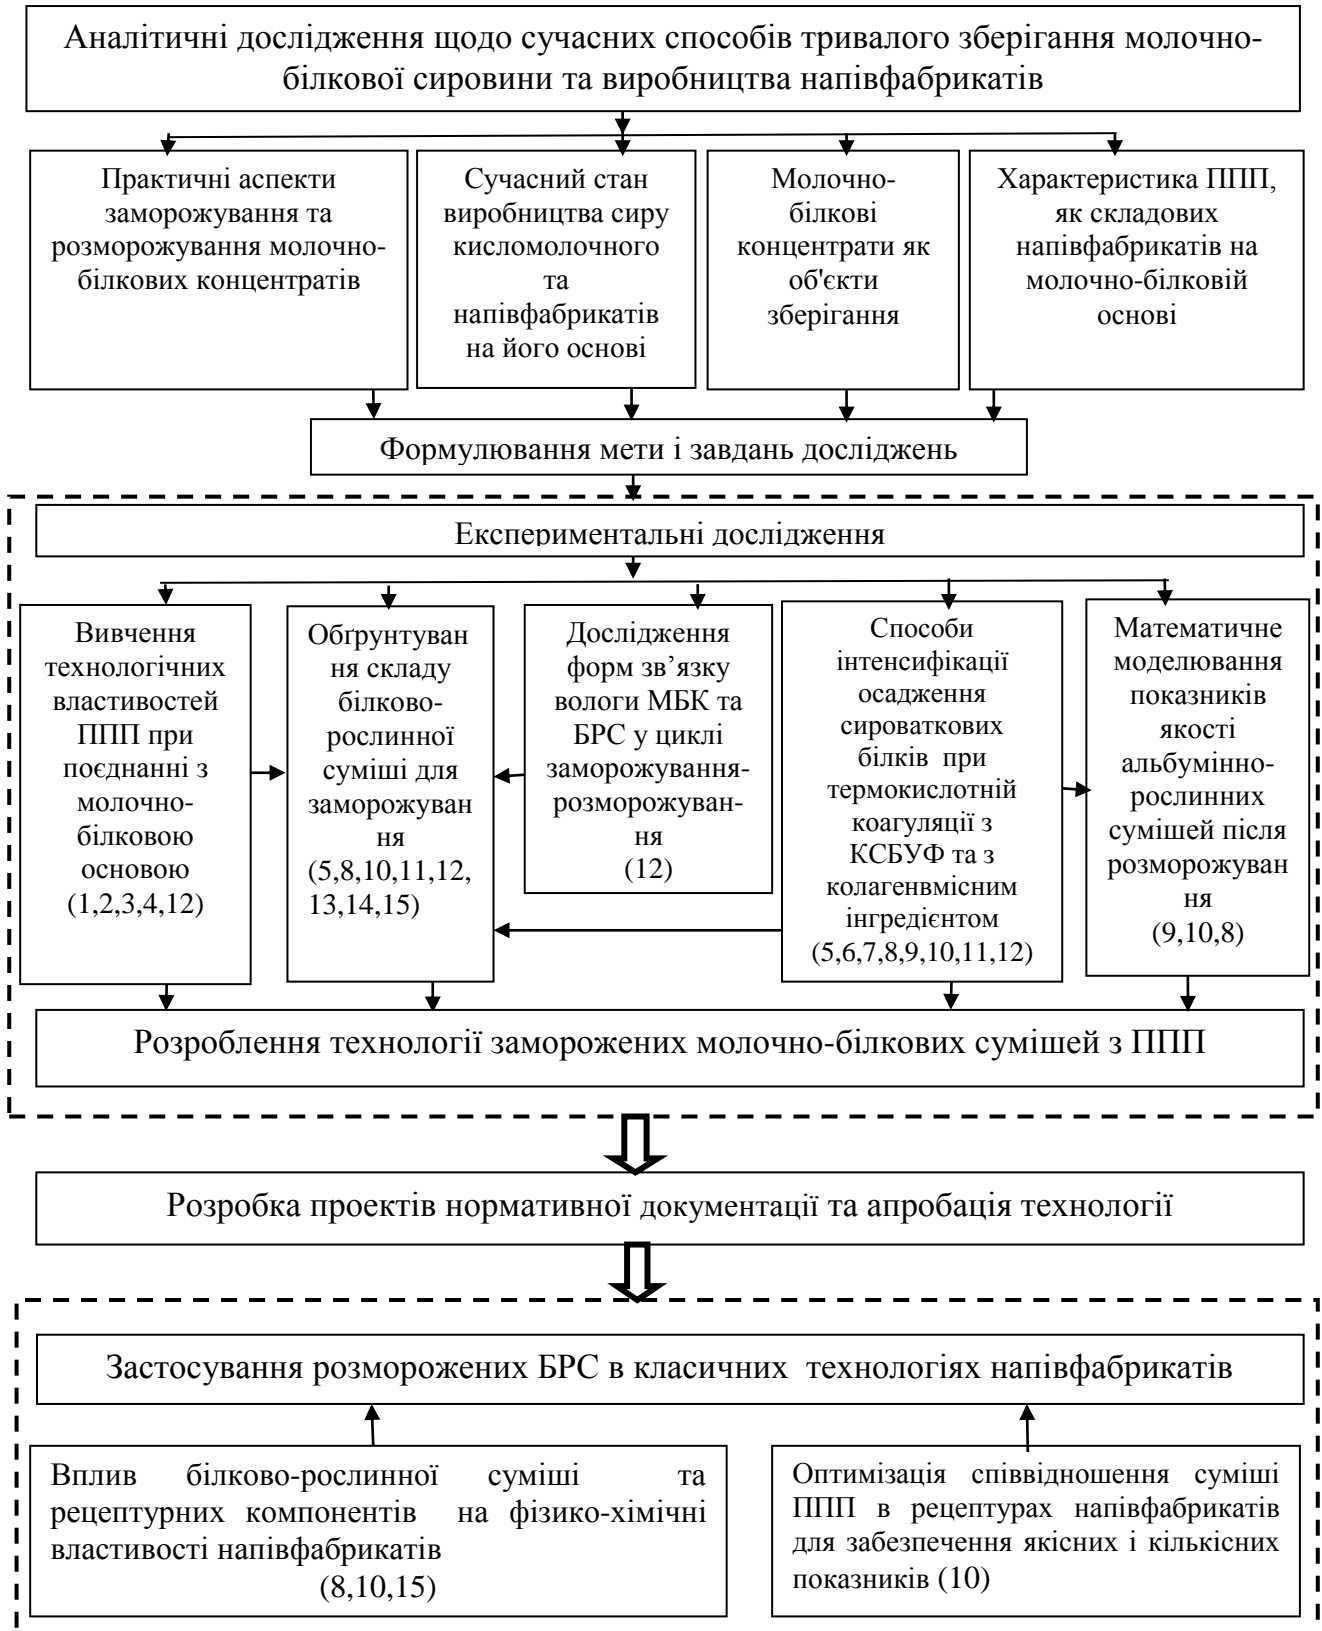 Аналітичні дослідження щодо сучасних способів тривалого зберігання молочно-
білкової сировини та виробництва напівфабрикатів
Практичні аспекти
заморожування та
розморожування молочно-
білкових концентратів
Сучасний стан
виробництва сиру
кисломолочного
та
напівфабрикатів
на його основі
Молочно-
білкові
концентрати як
об'єкти
зберігання
Характеристика ППП,
як складових
напівфабрикатів на
молочно-білковій
основі
Формулювання мети і завдань досліджень
Експериментальні дослідження
Вивчення
технологічних
властивостей
ППП при
поєднанні з
молочно-
білковою
основою
(1,2,3,4,12)
Обґрунтуван
ня складу
білково-
рослинної
суміші для
заморожуван
ня
(5,8,10,11,12,
13,14,15)
Дослідження
форм зв’язку
вологи МБК та
БРС у циклі
заморожування-
розморожуван-
ня
(12)
Способи
інтенсифікації
осадження
сироваткових
білків при
термокислотній
коагуляції з
КСБУФ та з
колагенвмісним
інгредієнтом
(5,6,7,8,9,10,11,12)
Математичне
моделювання
показників
якості
альбумінно-
рослинних
сумішей після
розморожуван
ня
(9,10,8)
Розроблення технології заморожених молочно-білкових сумішей з ППП
Розробка проектів нормативної документації та апробація технології
Застосування розморожених БРС в класичних технологіях напівфабрикатів
Вплив білково-рослинної суміші та
рецептурних компонентів на фізико-хімічні
властивості напівфабрикатів
(8,10,15)
Оптимізація співвідношення суміші
ППП в рецептурах напівфабрикатів
для забезпечення якісних і кількісних
показників (10)